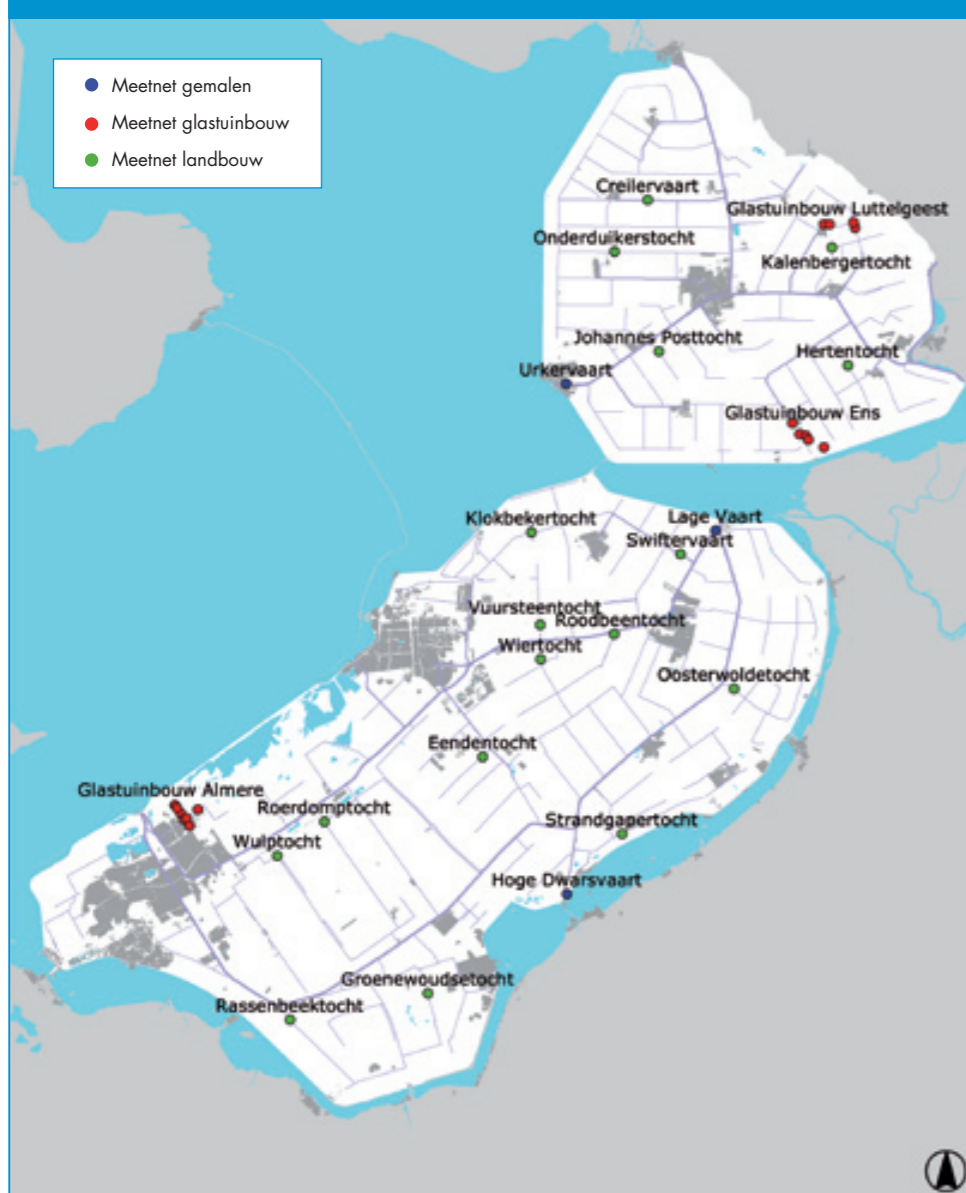 Meetnet gemalen
Meetnet glastuinbouw
Meetnet landbouw
Creilervaart
Glastuinbouw Luttelgeest
Onderduikerstocht
Kalenbergertocht
Johannes Posttocht
Hertentocht
Urkervaart
Glastuinbouw Ens
Klokbekertocht
Lage Vaart
Swiftervaart
Vuursteentocht
Roodbeentocht
Wiertocht
Oosterwoldetocht
Eendentocht
Glastuinbouw Almere
Roerdomptocht
Strandgapertocht
Wulptocht
Hoge Dwarsvaart
Groenewoudsetocht
Rassenbeektocht